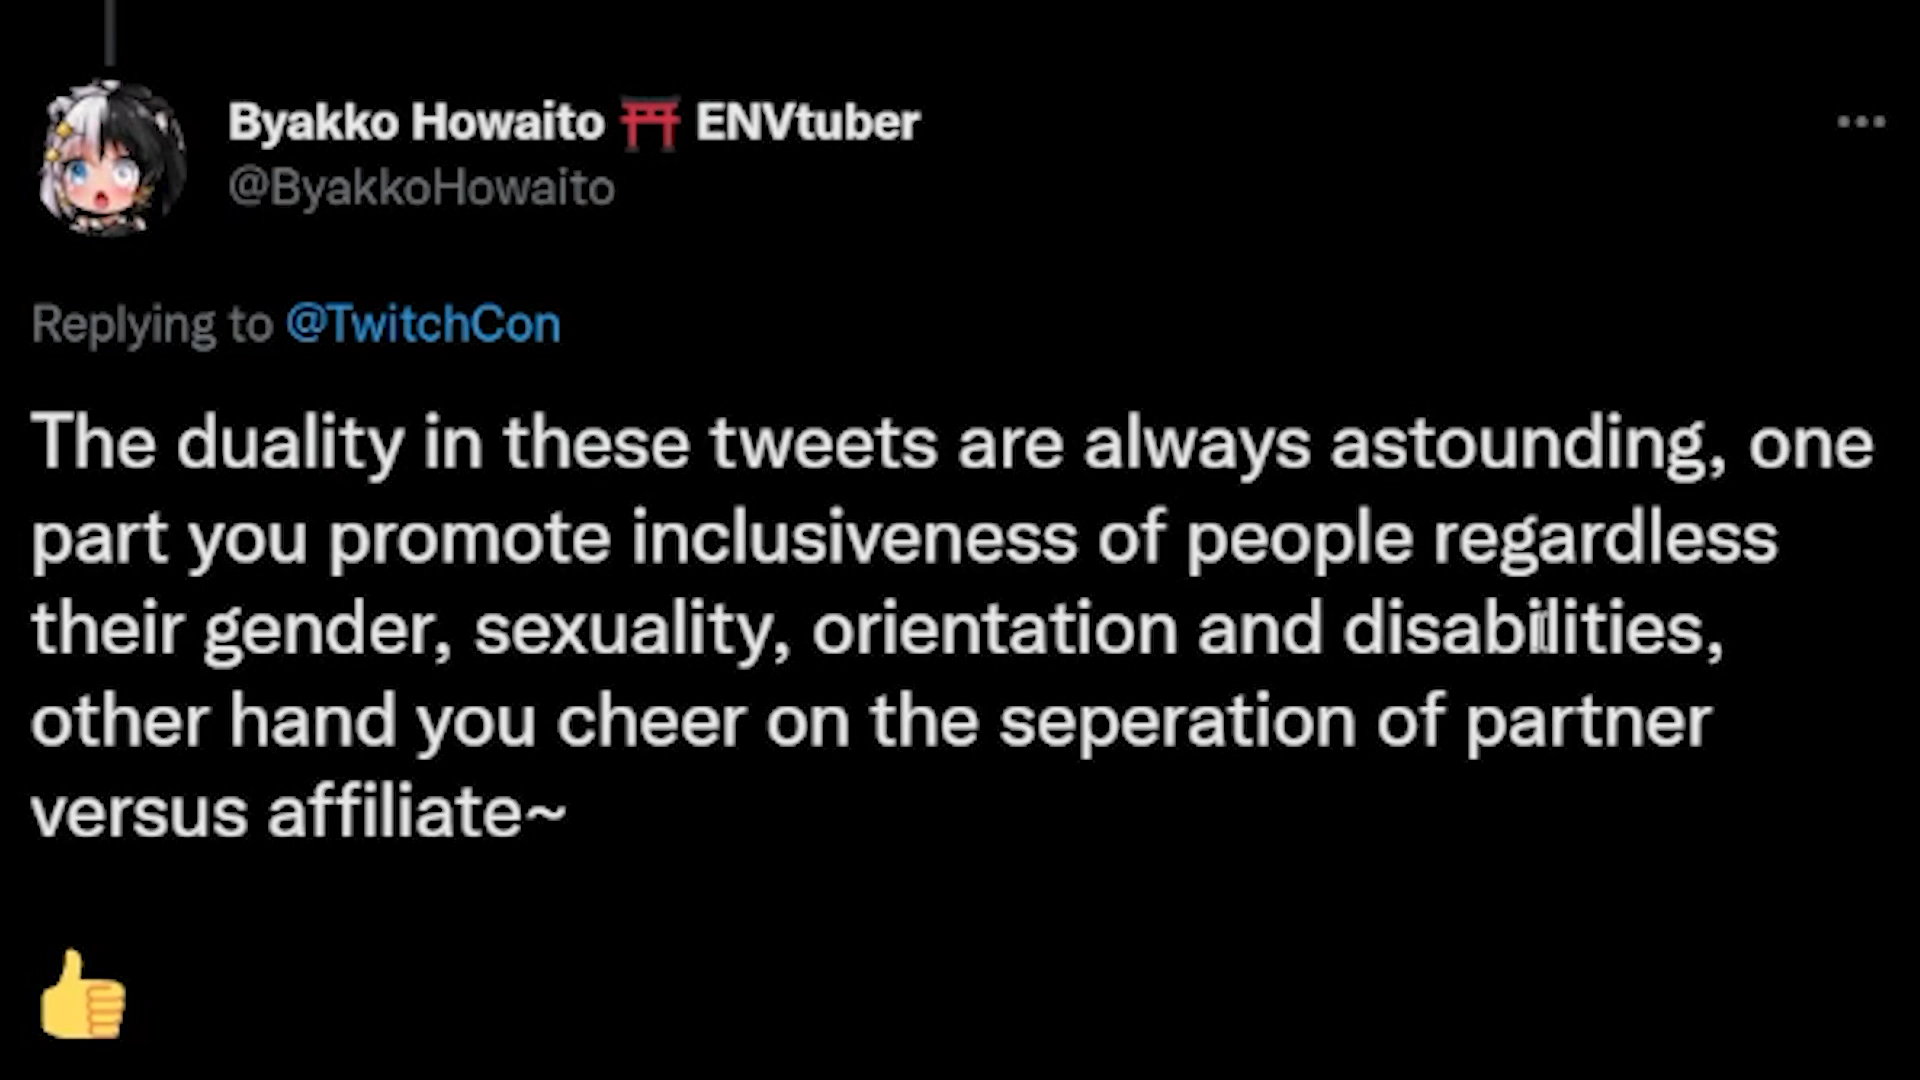 Byakko Howaito ⛩️ ENVtuber
@ByakkoHowaito
Replying to @TwitchCon
The duality in these tweets are always astounding, one
part you promote inclusiveness of people regardless
their gender, sexuality, orientation and disabilities,
other hand you cheer on the seperation of partner
versus affiliate~
👍